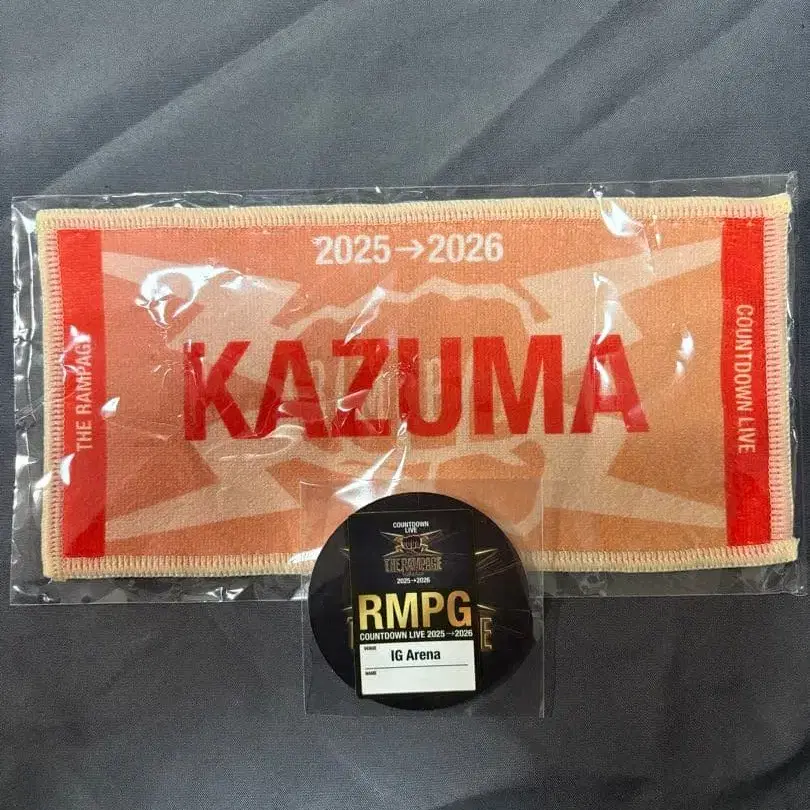 2025→2026
KAZUMA
THE RAMPAGE
COUNTDOWN LIVE
COUNTDOWN
LIVE
THE RAMPAGE
2025→2026
RMPG
COUNTDOWN LIVE 2025→2026
VENUE
IG Arena
NAME